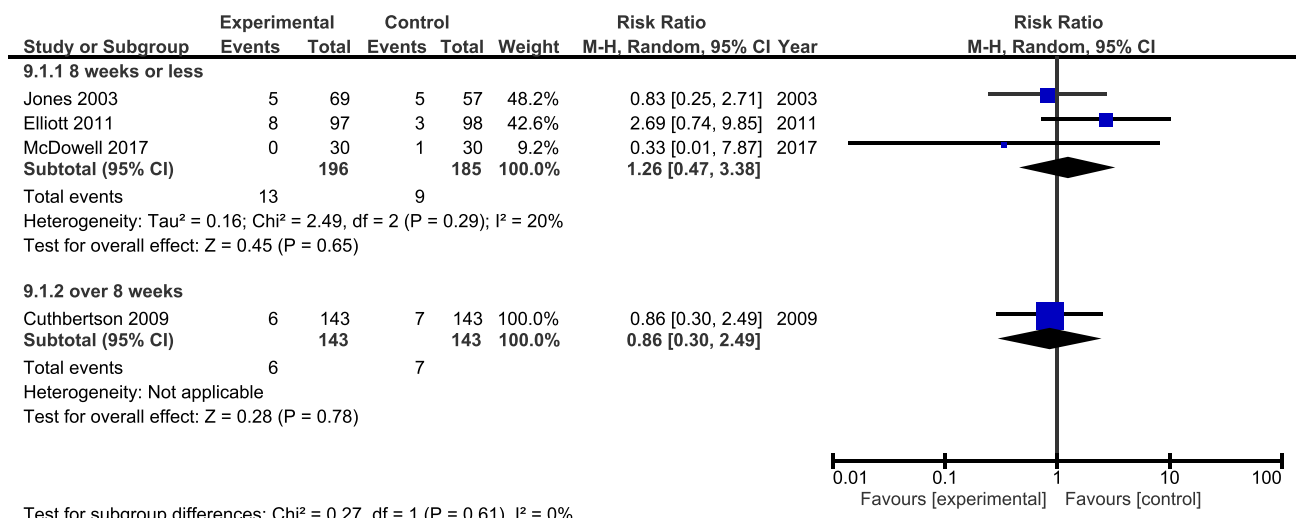 Experimental Control Risk Ratio Risk Ratio
Study or Subgroup Events Total Events Total Weight M-H, Random, 95% CI Year M-H, Random, 95% CI
9.1.1 8 weeks or less
Jones 2003 5 69 5 57 48.2% 0.83 [0.25, 2.71] 2003
Elliott 2011 8 97 3 98 42.6% 2.69 [0.74, 9.85] 2011
McDowell 2017 0 30 1 30 9.2% 0.33 [0.01, 7.87] 2017
Subtotal (95% CI) 196 185 100.0% 1.26 [0.47, 3.38]
Total events 13 9
Heterogeneity: Tau² = 0.16; Chi² = 2.49, df = 2 (P = 0.29); I² = 20%
Test for overall effect: Z = 0.45 (P = 0.65)
9.1.2 over 8 weeks
Cuthbertson 2009 6 143 7 143 100.0% 0.86 [0.30, 2.49] 2009
Subtotal (95% CI) 143 143 100.0% 0.86 [0.30, 2.49]
Total events 6 7
Heterogeneity: Not applicable
Test for overall effect: Z = 0.28 (P = 0.78)
0.01 0.1 1 10 100
Favours [experimental] Favours [control]
Test for subgroup differences: Chi² = 0.27, df = 1 (P = 0.61), I² = 0%